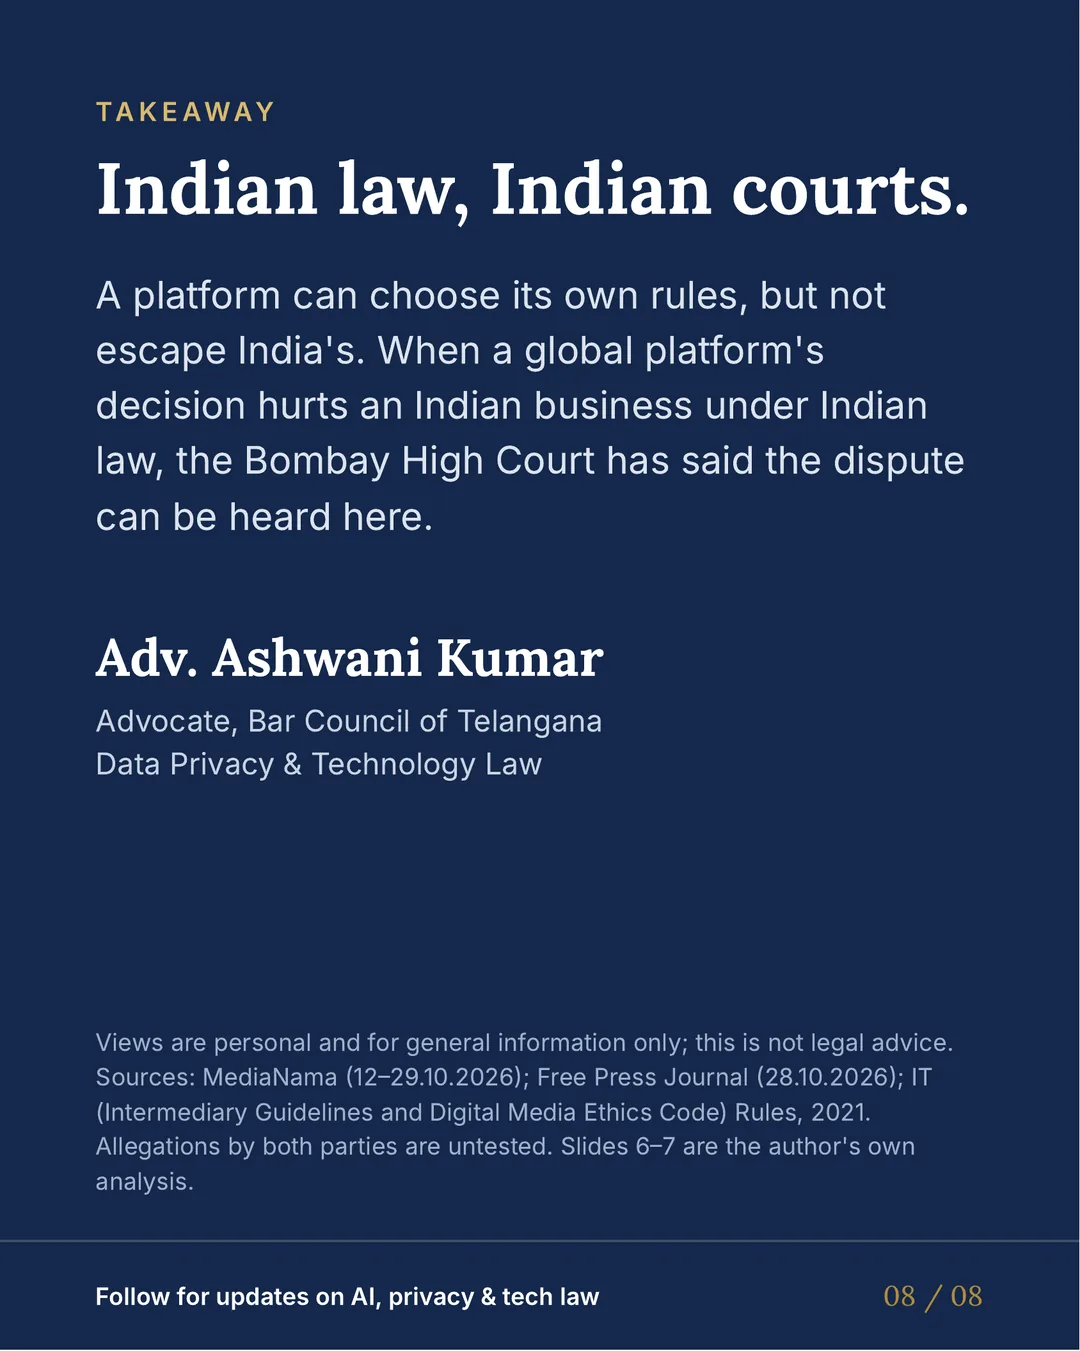 TAKEAWAY
Indian law, Indian courts.
A platform can choose its own rules, but not
escape India's. When a global platform's
decision hurts an Indian business under Indian
law, the Bombay High Court has said the dispute
can be heard here.
Adv. Ashwani Kumar
Advocate, Bar Council of Telangana
Data Privacy & Technology Law
Views are personal and for general information only; this is not legal advice.
Sources: MediaNama (12–29.10.2026); Free Press Journal (28.10.2026); IT
(Intermediary Guidelines and Digital Media Ethics Code) Rules, 2021.
Allegations by both parties are untested. Slides 6–7 are the author's own
analysis.
Follow for updates on AI, privacy & tech law
08 / 08